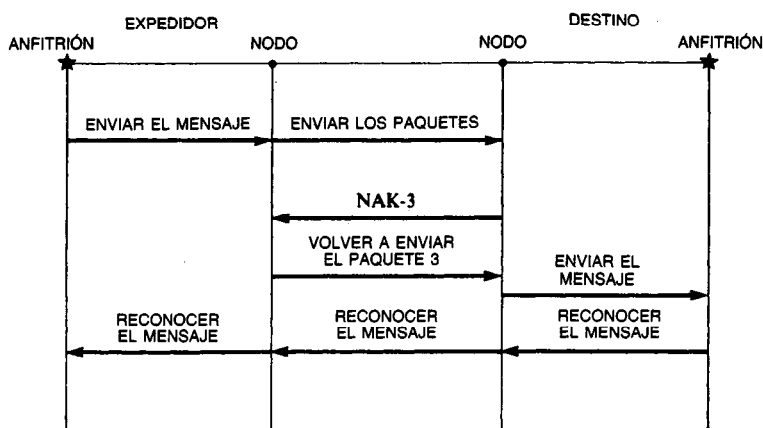 EXPEDIDOR
DESTINO
ANFITRIÓN
NODO
NODO
ANFITRIÓN
ENVIAR EL MENSAJE
ENVIAR LOS PAQUETES
NAK-3
VOLVER A ENVIAR
EL PAQUETE 3
ENVIAR EL
MENSAJE
RECONOCER
EL MENSAJE
RECONOCER
EL MENSAJE
RECONOCER
EL MENSAJE